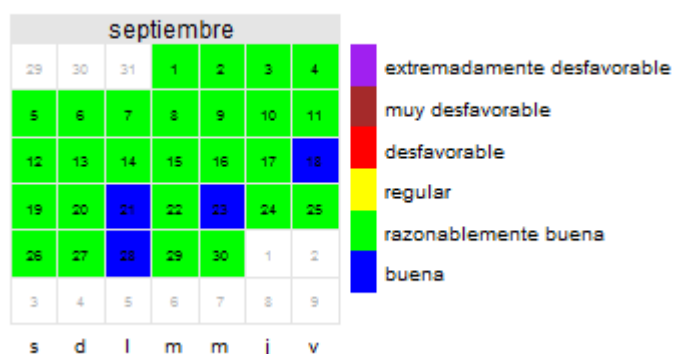 septiembre
29 30 31 1 2 3 4
5 6 7 8 9 10 11
12 13 14 15 16 17 18
19 20 21 22 23 24 25
26 27 28 29 30 1 2
3 4 5 6 7 8 9
s d l m m j v
extremadamente desfavorable
muy desfavorable
desfavorable
regular
razonablemente buena
buena